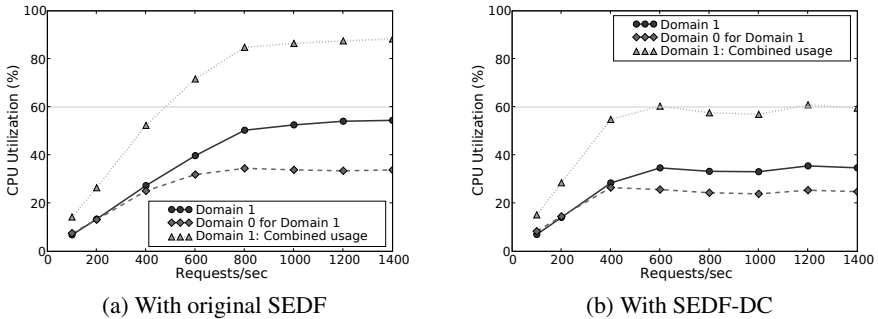 100
80
60
40
20
0
CPU Utilization (%)
0
200
400
600
800
1000
1200
1400
Requests/sec
Domain 1
Domain 0 for Domain 1
Domain 1: Combined usage
(a) With original SEDF
100
80
60
40
20
0
CPU Utilization (%)
0
200
400
600
800
1000
1200
1400
Requests/sec
Domain 1
Domain 0 for Domain 1
Domain 1: Combined usage
(b) With SEDF-DC